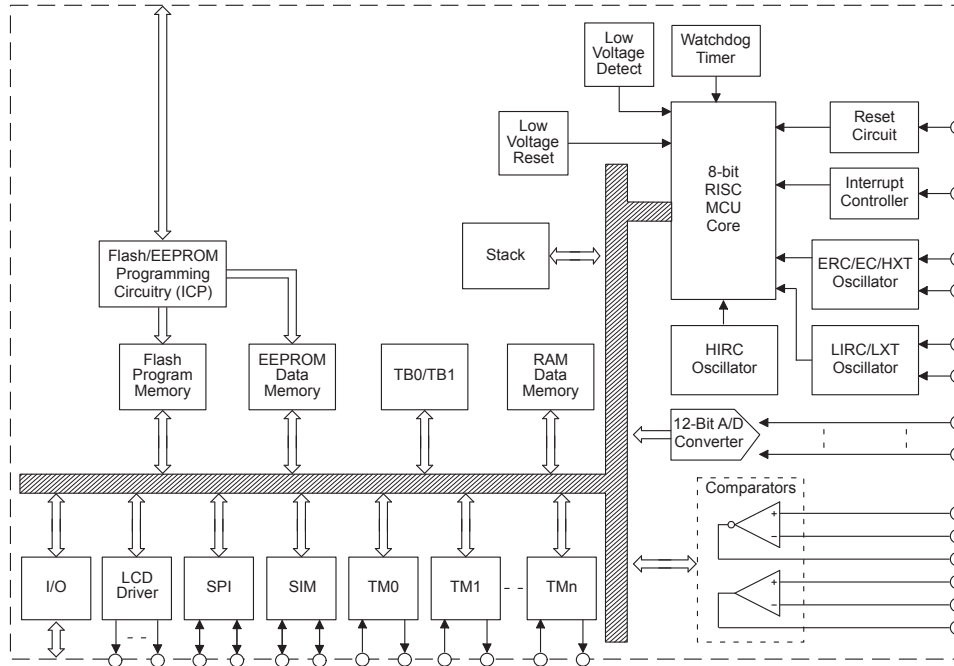 Low
Voltage
Detect
Watchdog
Timer
Low
Voltage
Reset
8-bit
RISC
MCU
Core
Reset
Circuit
Interrupt
Controller
Stack
Flash/EEPROM
Programming
Circuitry (ICP)
ERC/EC/HXT
Oscillator
HIRC
Oscillator
LIRC/LXT
Oscillator
Flash
Program
Memory
EEPROM
Data
Memory
TB0/TB1
RAM
Data
Memory
12-Bit A/D
Converter
Comparators
+
−
+
−
I/O
LCD
Driver
SPI
SIM
TM0
TM1
TMn